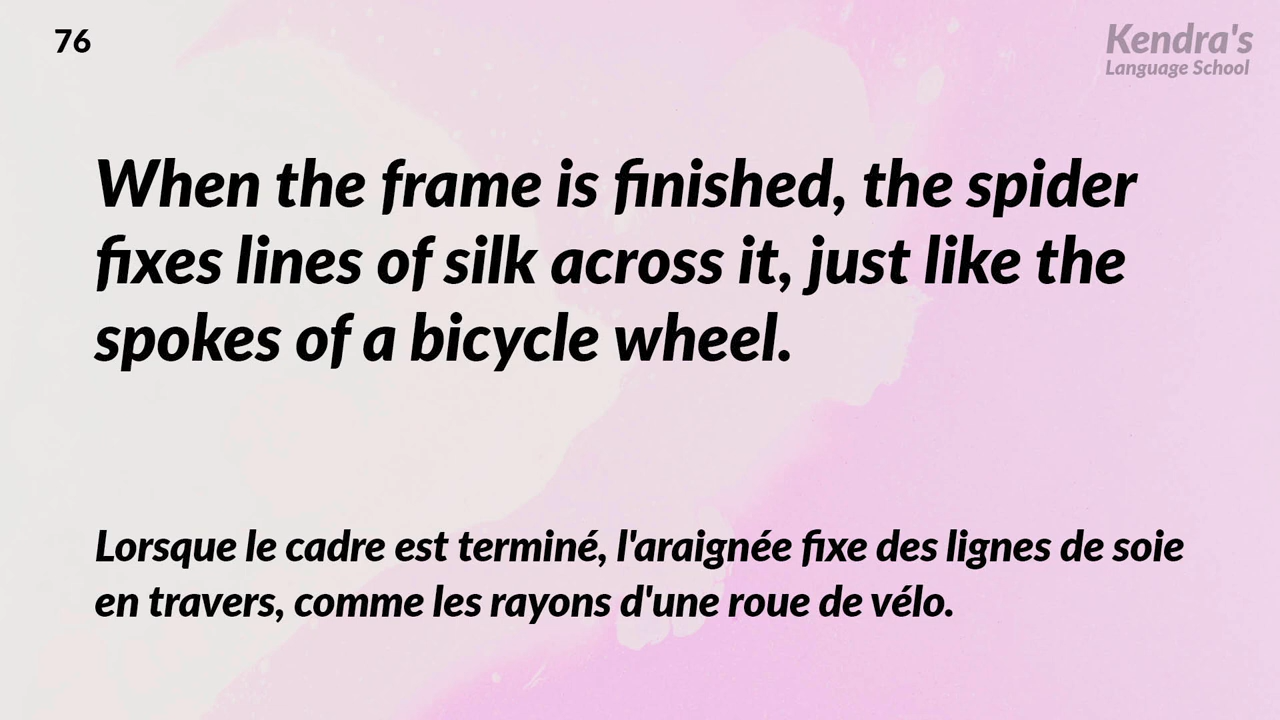 76
Kendra's
Language School
When the frame is finished, the spider
fixes lines of silk across it, just like the
spokes of a bicycle wheel.
Lorsque le cadre est terminé, l'araignée fixe des lignes de soie
en travers, comme les rayons d'une roue de vélo.